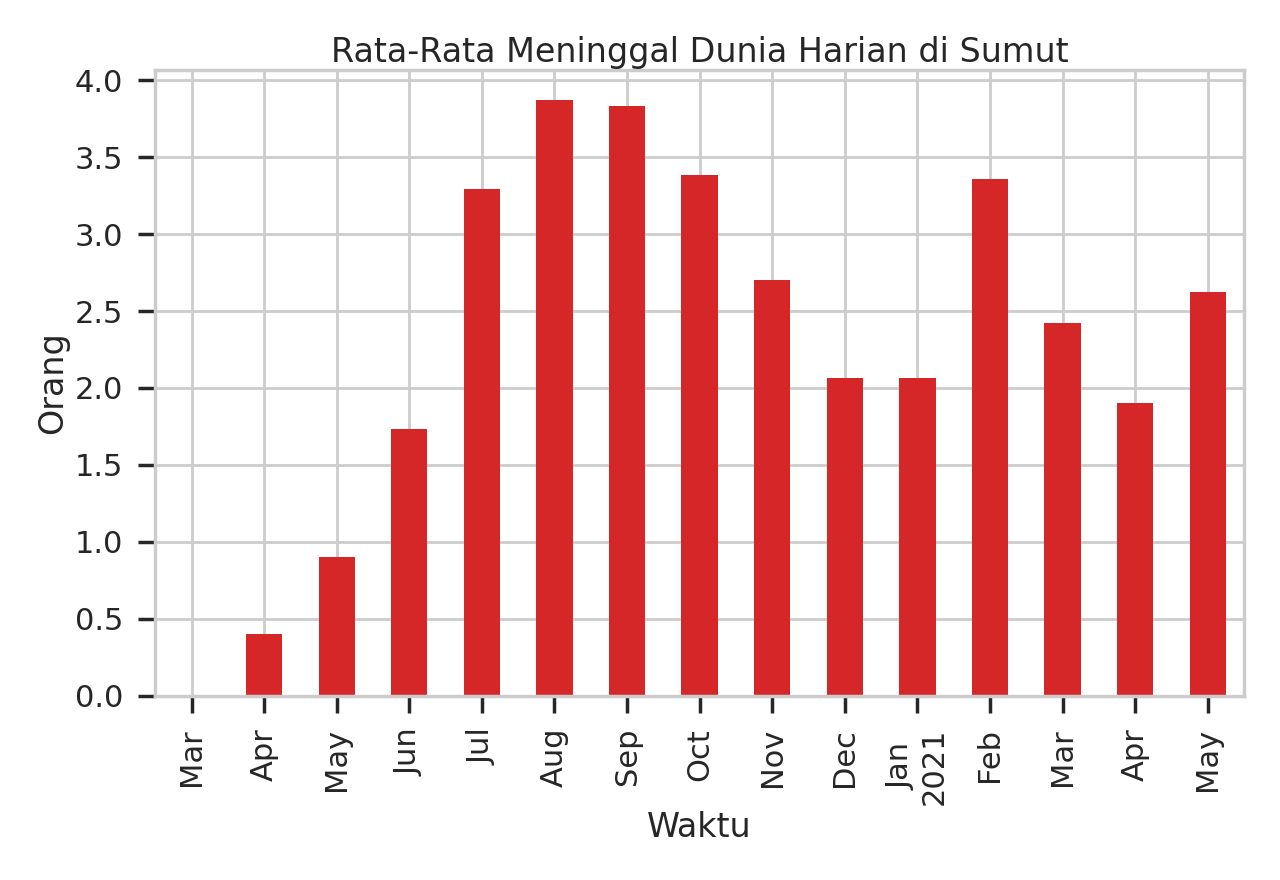 Rata-Rata Meninggal Dunia Harian di Sumut
4.0
3.5
3.0
2.5
2.0
1.5
1.0
0.5
0.0
Orang
Mar
Apr
May
Jun
Jul
Aug
Sep
Oct
Nov
Dec
Jan
2021
Feb
Mar
Apr
May
Waktu